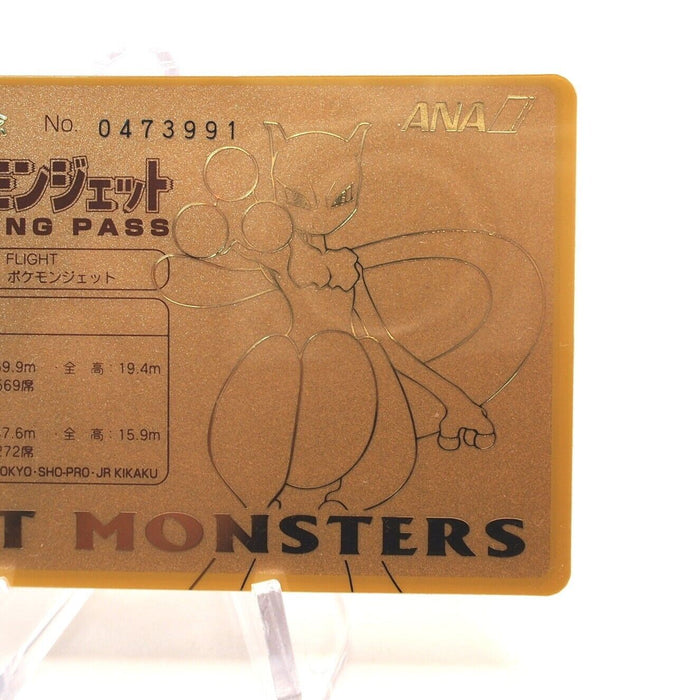 No. 0473991
ANA
モンジェット
NG PASS
FLIGHT
ポケモンジェット
9.9m ・全 高：19.4m
569席
7.6m ・全 高：15.9m
272席
OKYO・SHO-PRO・JR KIKAKU
T MONSTERS